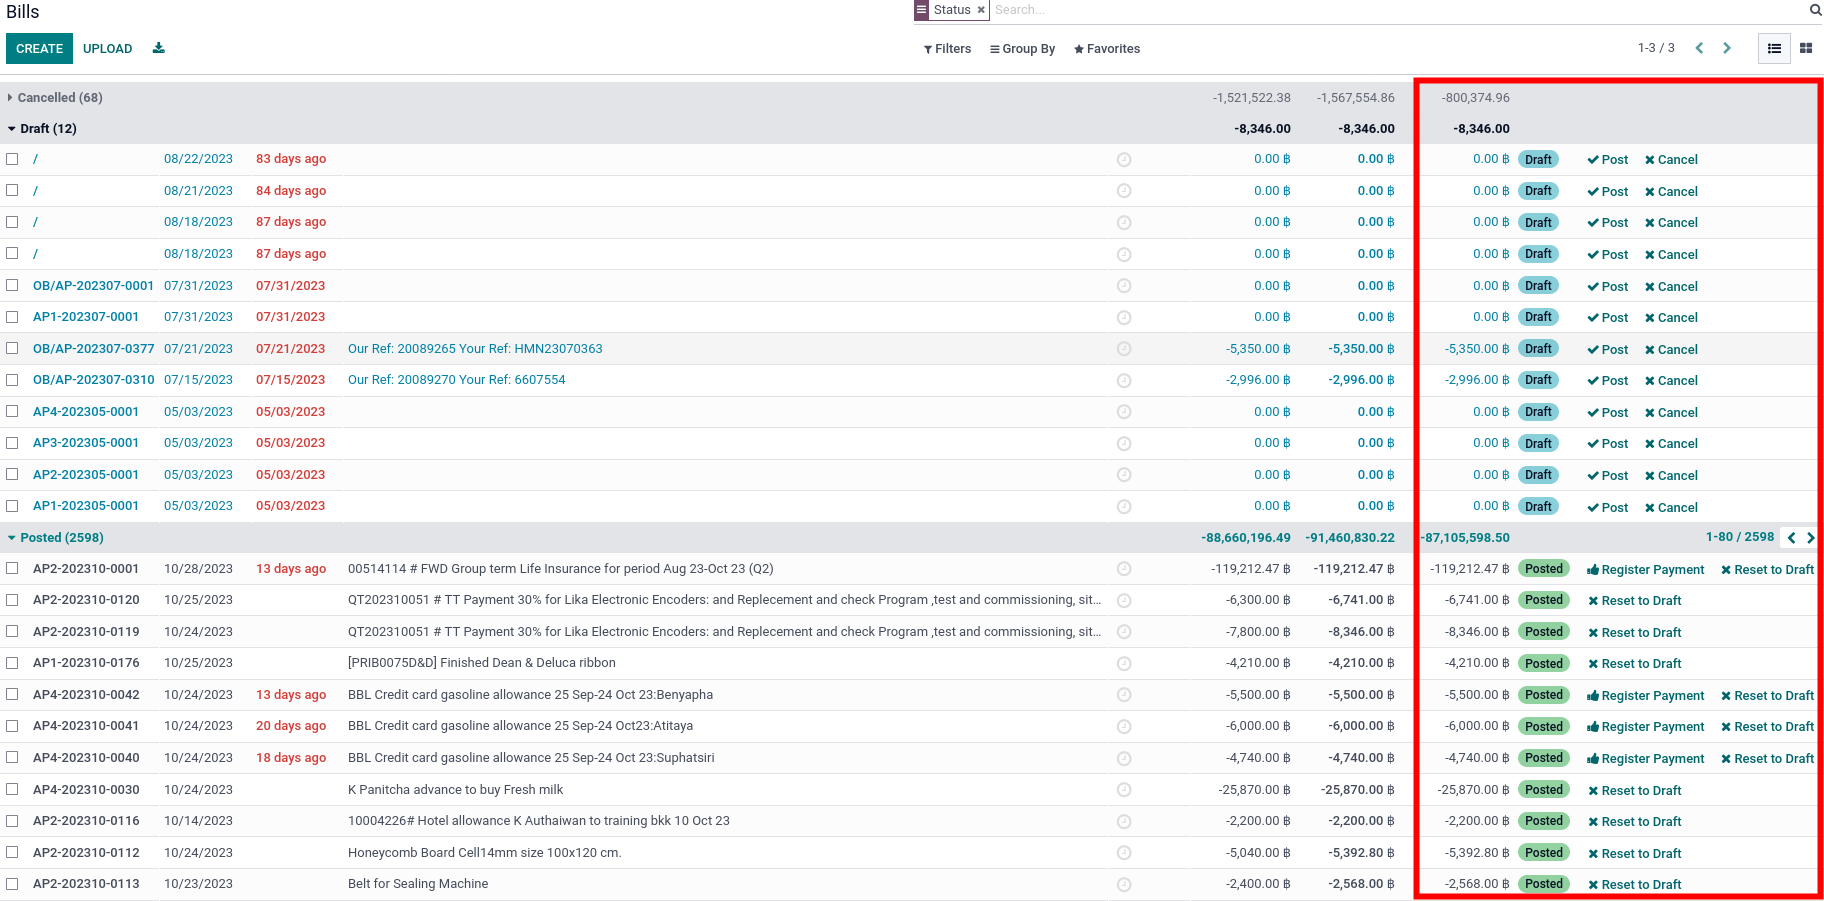 Bills
Status ✖ Search...
CREATE UPLOAD
Filters Group By Favorites 1-3 / 3
Cancelled (68) -1,521,522.38 -1,567,554.86 -800,374.96
Draft (12) -8,346.00 -8,346.00 -8,346.00
/ 08/22/2023 83 days ago 0.00 ฿ 0.00 ฿ 0.00 ฿ Draft Post Cancel
/ 08/21/2023 84 days ago 0.00 ฿ 0.00 ฿ 0.00 ฿ Draft Post Cancel
/ 08/18/2023 87 days ago 0.00 ฿ 0.00 ฿ 0.00 ฿ Draft Post Cancel
/ 08/18/2023 87 days ago 0.00 ฿ 0.00 ฿ 0.00 ฿ Draft Post Cancel
OB/AP-202307-0001 07/31/2023 07/31/2023 0.00 ฿ 0.00 ฿ 0.00 ฿ Draft Post Cancel
AP1-202307-0001 07/31/2023 07/31/2023 0.00 ฿ 0.00 ฿ 0.00 ฿ Draft Post Cancel
OB/AP-202307-0377 07/21/2023 07/21/2023 Our Ref: 20089265 Your Ref: HMN23070363 -5,350.00 ฿ -5,350.00 ฿ -5,350.00 ฿ Draft Post Cancel
OB/AP-202307-0310 07/15/2023 07/15/2023 Our Ref: 20089270 Your Ref: 6607554 -2,996.00 ฿ -2,996.00 ฿ -2,996.00 ฿ Draft Post Cancel
AP4-202305-0001 05/03/2023 05/03/2023 0.00 ฿ 0.00 ฿ 0.00 ฿ Draft Post Cancel
AP3-202305-0001 05/03/2023 05/03/2023 0.00 ฿ 0.00 ฿ 0.00 ฿ Draft Post Cancel
AP2-202305-0001 05/03/2023 05/03/2023 0.00 ฿ 0.00 ฿ 0.00 ฿ Draft Post Cancel
AP1-202305-0001 05/03/2023 05/03/2023 0.00 ฿ 0.00 ฿ 0.00 ฿ Draft Post Cancel
Posted (2598) -88,660,196.49 -91,460,830.22 -87,105,598.50 1-80 / 2598
AP2-202310-0001 10/28/2023 13 days ago 00514114 # FWD Group term Life Insurance for period Aug 23-Oct 23 (Q2) -119,212.47 ฿ -119,212.47 ฿ -119,212.47 ฿ Posted Register Payment Reset to Draft
AP2-202310-0120 10/25/2023 QT202310051 # TT Payment 30% for Lika Electronic Encoders: and Replecement and check Program ,test and commissioning, sit... -6,300.00 ฿ -6,741.00 ฿ -6,741.00 ฿ Posted Reset to Draft
AP2-202310-0119 10/24/2023 QT202310051 # TT Payment 30% for Lika Electronic Encoders: and Replecement and check Program ,test and commissioning, sit... -7,800.00 ฿ -8,346.00 ฿ -8,346.00 ฿ Posted Reset to Draft
AP1-202310-0176 10/25/2023 [PRIB0075D&D] Finished Dean & Deluca ribbon -4,210.00 ฿ -4,210.00 ฿ -4,210.00 ฿ Posted Reset to Draft
AP4-202310-0042 10/24/2023 13 days ago BBL Credit card gasoline allowance 25 Sep-24 Oct 23:Benyapha -5,500.00 ฿ -5,500.00 ฿ -5,500.00 ฿ Posted Register Payment Reset to Draft
AP4-202310-0041 10/24/2023 20 days ago BBL Credit card gasoline allowance 25 Sep-24 Oct23:Atitaya -6,000.00 ฿ -6,000.00 ฿ -6,000.00 ฿ Posted Register Payment Reset to Draft
AP4-202310-0040 10/24/2023 18 days ago BBL Credit card gasoline allowance 25 Sep-24 Oct 23:Suphatsiri -4,740.00 ฿ -4,740.00 ฿ -4,740.00 ฿ Posted Register Payment Reset to Draft
AP4-202310-0030 10/24/2023 K Panitcha advance to buy Fresh milk -25,870.00 ฿ -25,870.00 ฿ -25,870.00 ฿ Posted Reset to Draft
AP2-202310-0116 10/14/2023 10004226# Hotel allowance K Authaiwan to training bkk 10 Oct 23 -2,200.00 ฿ -2,200.00 ฿ -2,200.00 ฿ Posted Reset to Draft
AP2-202310-0112 10/24/2023 Honeycomb Board Cell14mm size 100x120 cm. -5,040.00 ฿ -5,392.80 ฿ -5,392.80 ฿ Posted Reset to Draft
AP2-202310-0113 10/23/2023 Belt for Sealing Machine -2,400.00 ฿ -2,568.00 ฿ -2,568.00 ฿ Posted Reset to Draft